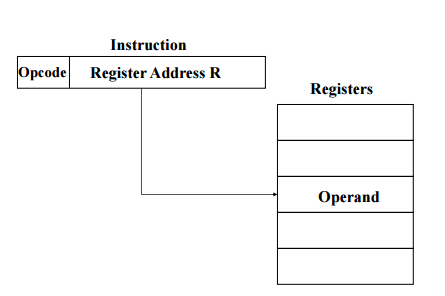 Instruction
Opcode Register Address R
Registers
Operand